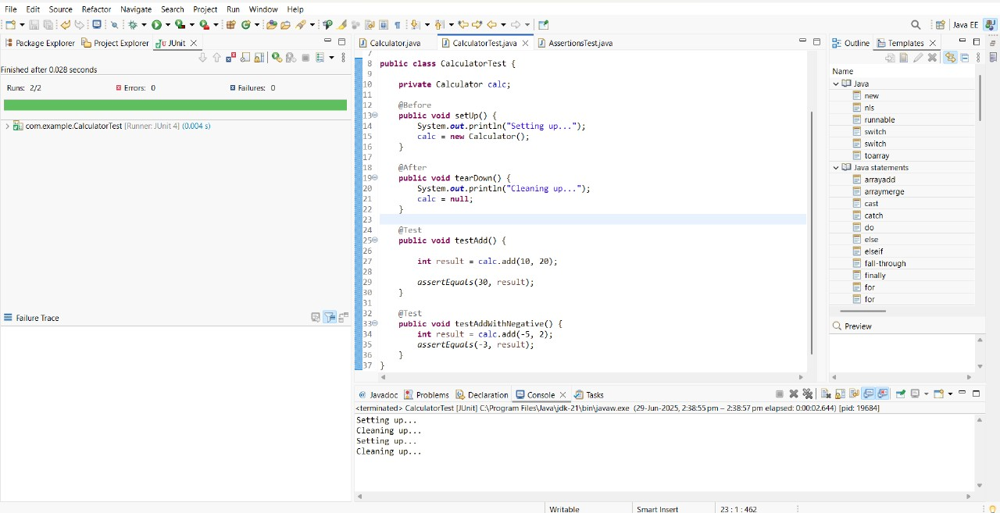 File Edit Source Refactor Navigate Search Project Run Window Help
Java EE
Package Explorer Project Explorer JUnit
Finished after 0.028 seconds
Runs: 2/2 Errors: 0 Failures: 0
com.example.CalculatorTest [Runner: JUnit 4] (0.004 s)
Failure Trace
Calculator.java CalculatorTest.java AssertionsTest.java
7
8 public class CalculatorTest {
9
10 private Calculator calc;
11
12 @Before
13 public void setUp() {
14 System.out.println("Setting up...");
15 calc = new Calculator();
16 }
17
18 @After
19 public void tearDown() {
20 System.out.println("Cleaning up...");
21 calc = null;
22 }
23
24 @Test
25 public void testAdd() {
26
27 int result = calc.add(10, 20);
28
29 assertEquals(30, result);
30 }
31
32 @Test
33 public void testAddWithNegative() {
34 int result = calc.add(-5, 2);
35 assertEquals(-3, result);
36 }
37 }
Outline Templates
Name
Java
new
nls
runnable
switch
switch
toarray
Java statements
arrayadd
arraymerge
cast
catch
do
else
elseif
fall-through
finally
for
for
Preview
Javadoc Problems Declaration Console Tasks
<terminated> CalculatorTest [JUnit] C:\Program Files\Java\jdk-21\bin\javaw.exe (29-Jun-2025, 2:38:55 pm – 2:38:57 pm elapsed: 0:00:02.644) [pid: 19684]
Setting up...
Cleaning up...
Setting up...
Cleaning up...
Writable Smart Insert 23 : 1 : 462